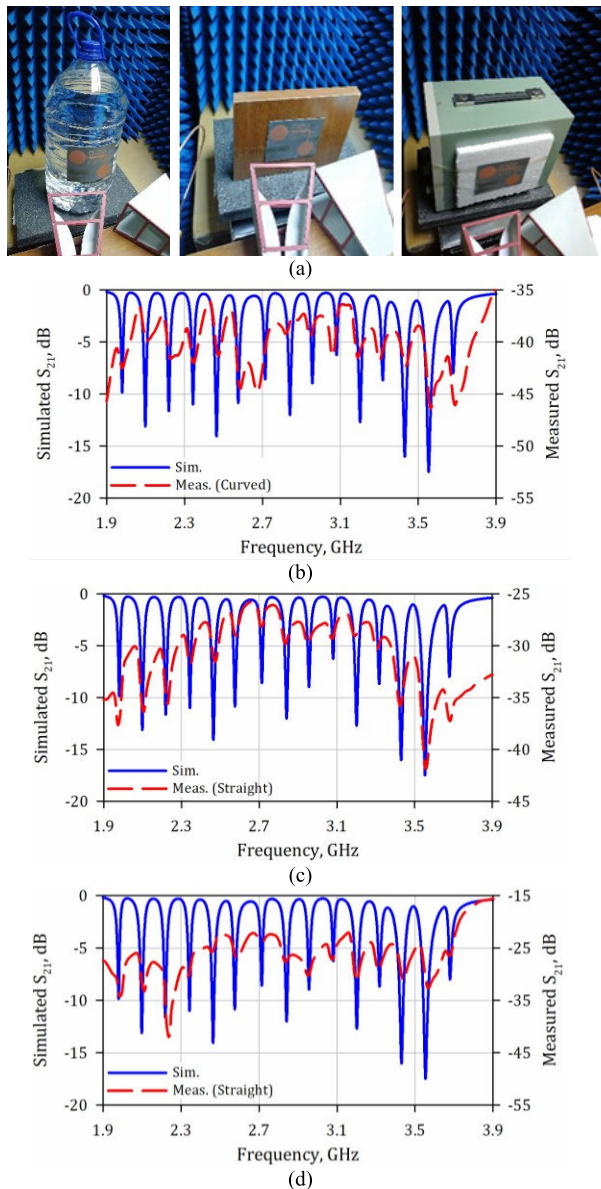 (a)
0
-5
-10
-15
-20
Simulated S21, dB
-35
-40
-45
-50
-55
Measured S21, dB
Sim.
Meas. (Curved)
1.9 2.3 2.7 3.1 3.5 3.9
Frequency, GHz
(b)
0
-5
-10
-15
-20
Simulated S21, dB
-25
-30
-35
-40
-45
Measured S21, dB
Sim.
Meas. (Straight)
1.9 2.3 2.7 3.1 3.5 3.9
Frequency, GHz
(c)
0
-5
-10
-15
-20
Simulated S21, dB
-15
-25
-35
-45
-55
Measured S21, dB
Sim.
Meas. (Straight)
1.9 2.3 2.7 3.1 3.5 3.9
Frequency, GHz
(d)